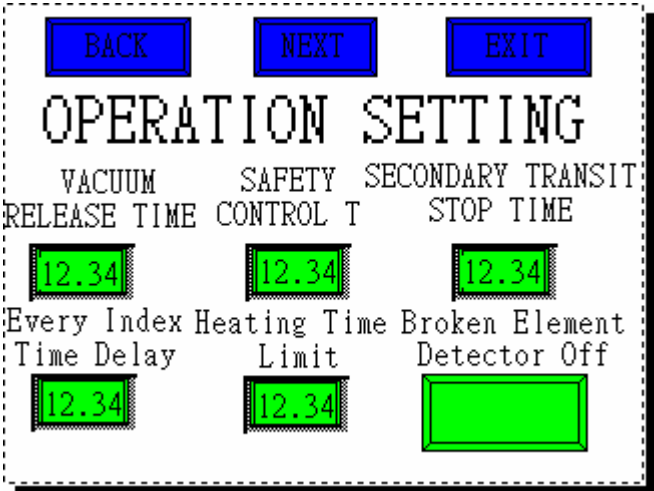 BACK NEXT EXIT
OPERATION SETTING
VACUUM SAFETY SECONDARY TRANSIT
RELEASE TIME CONTROL T STOP TIME
12.34 12.34 12.34
Every Index Heating Time Broken Element
Time Delay Limit Detector Off
12.34 12.34